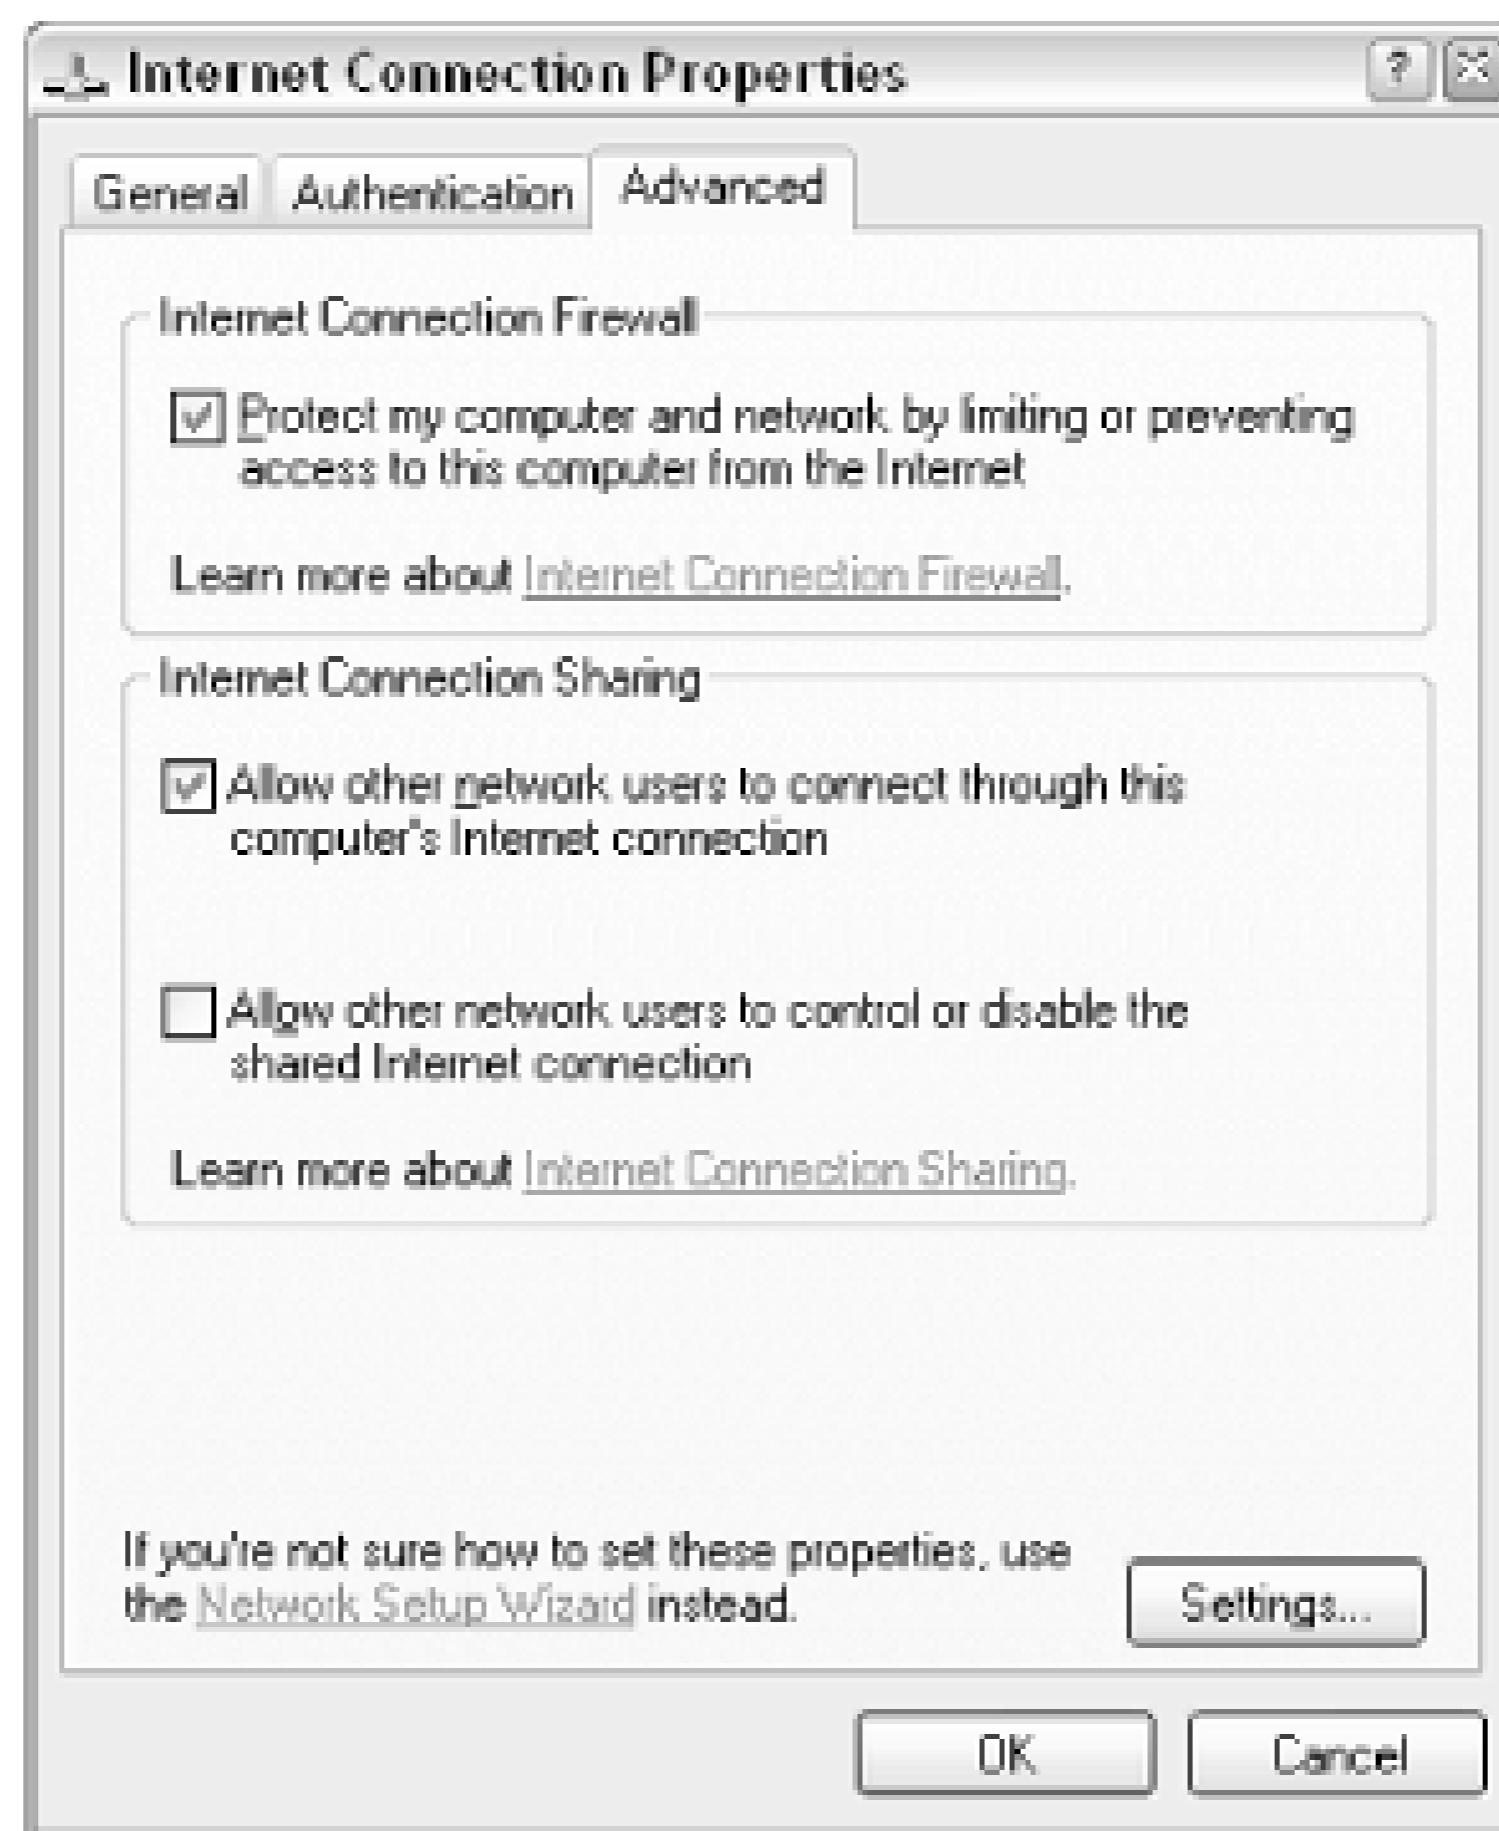 Internet Connection Properties
?
General Authentication Advanced
Internet Connection Firewall
Protect my computer and network by limiting or preventing
access to this computer from the Internet
Learn more about Internet Connection Firewall.
Internet Connection Sharing
Allow other network users to connect through this
computer's Internet connection
Allow other network users to control or disable the
shared Internet connection
Learn more about Internet Connection Sharing.
If you're not sure how to set these properties, use
the Network Setup Wizard instead.
Settings...
OK Cancel